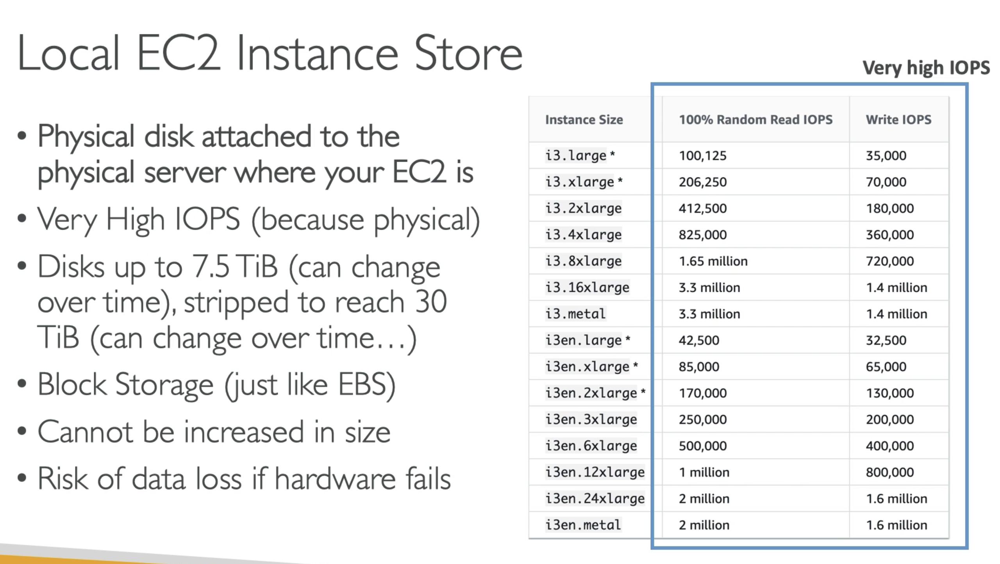 Local EC2 Instance Store
• Physical disk attached to the
physical server where your EC2 is
• Very High IOPS (because physical)
• Disks up to 7.5 TiB (can change
over time), stripped to reach 30
TiB (can change over time…)
• Block Storage (just like EBS)
• Cannot be increased in size
• Risk of data loss if hardware fails
Very high IOPS
Instance Size 100% Random Read IOPS Write IOPS
i3.large * 100,125 35,000
i3.xlarge * 206,250 70,000
i3.2xlarge 412,500 180,000
i3.4xlarge 825,000 360,000
i3.8xlarge 1.65 million 720,000
i3.16xlarge 3.3 million 1.4 million
i3.metal 3.3 million 1.4 million
i3en.large * 42,500 32,500
i3en.xlarge * 85,000 65,000
i3en.2xlarge * 170,000 130,000
i3en.3xlarge 250,000 200,000
i3en.6xlarge 500,000 400,000
i3en.12xlarge 1 million 800,000
i3en.24xlarge 2 million 1.6 million
i3en.metal 2 million 1.6 million